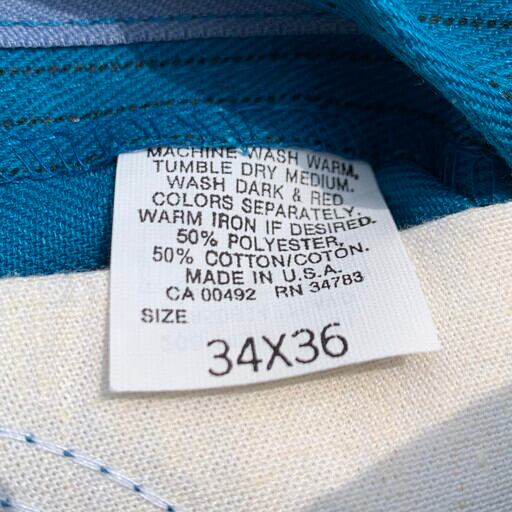 MACHINE WASH WARM,
TUMBLE DRY MEDIUM.
WASH DARK & RED
COLORS SEPARATELY.
WARM IRON IF DESIRED.
50% POLYESTER,
50% COTTON/COTON.
MADE IN U.S.A.
CA 00492 RN 34783
SIZE
34X36